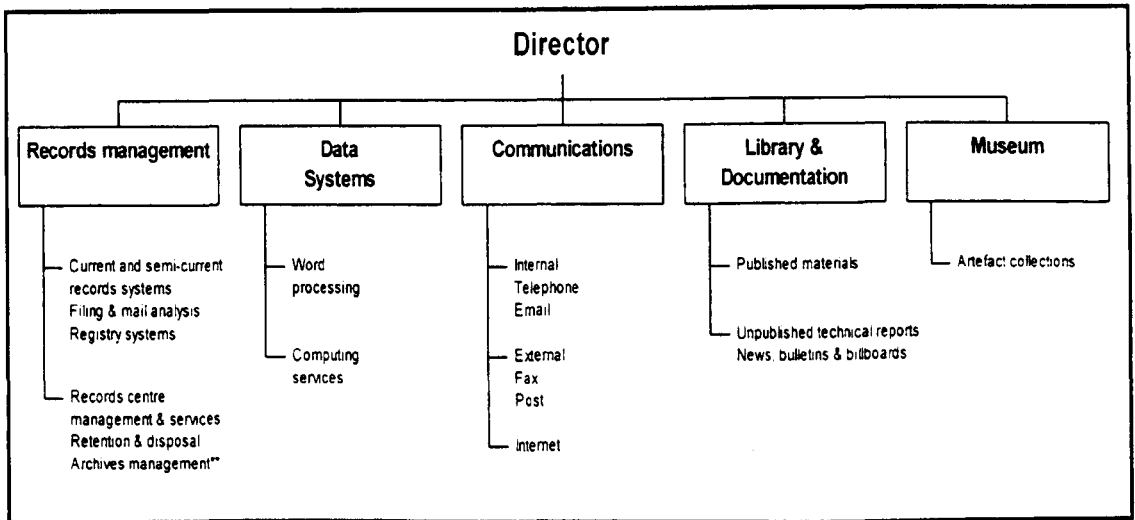 Director
Records management
Data
Systems
Communications
Library &
Documentation
Museum
Current and semi-current
records systems
Filing & mail analysis
Registry systems
Records centre
management & services
Retention & disposal
Archives management**
Word
processing
Computing
services
Internal
Telephone
Email
External
Fax
Post
Internet
Published materials
Unpublished technical reports
News, bulletins & billboards
Artefact collections